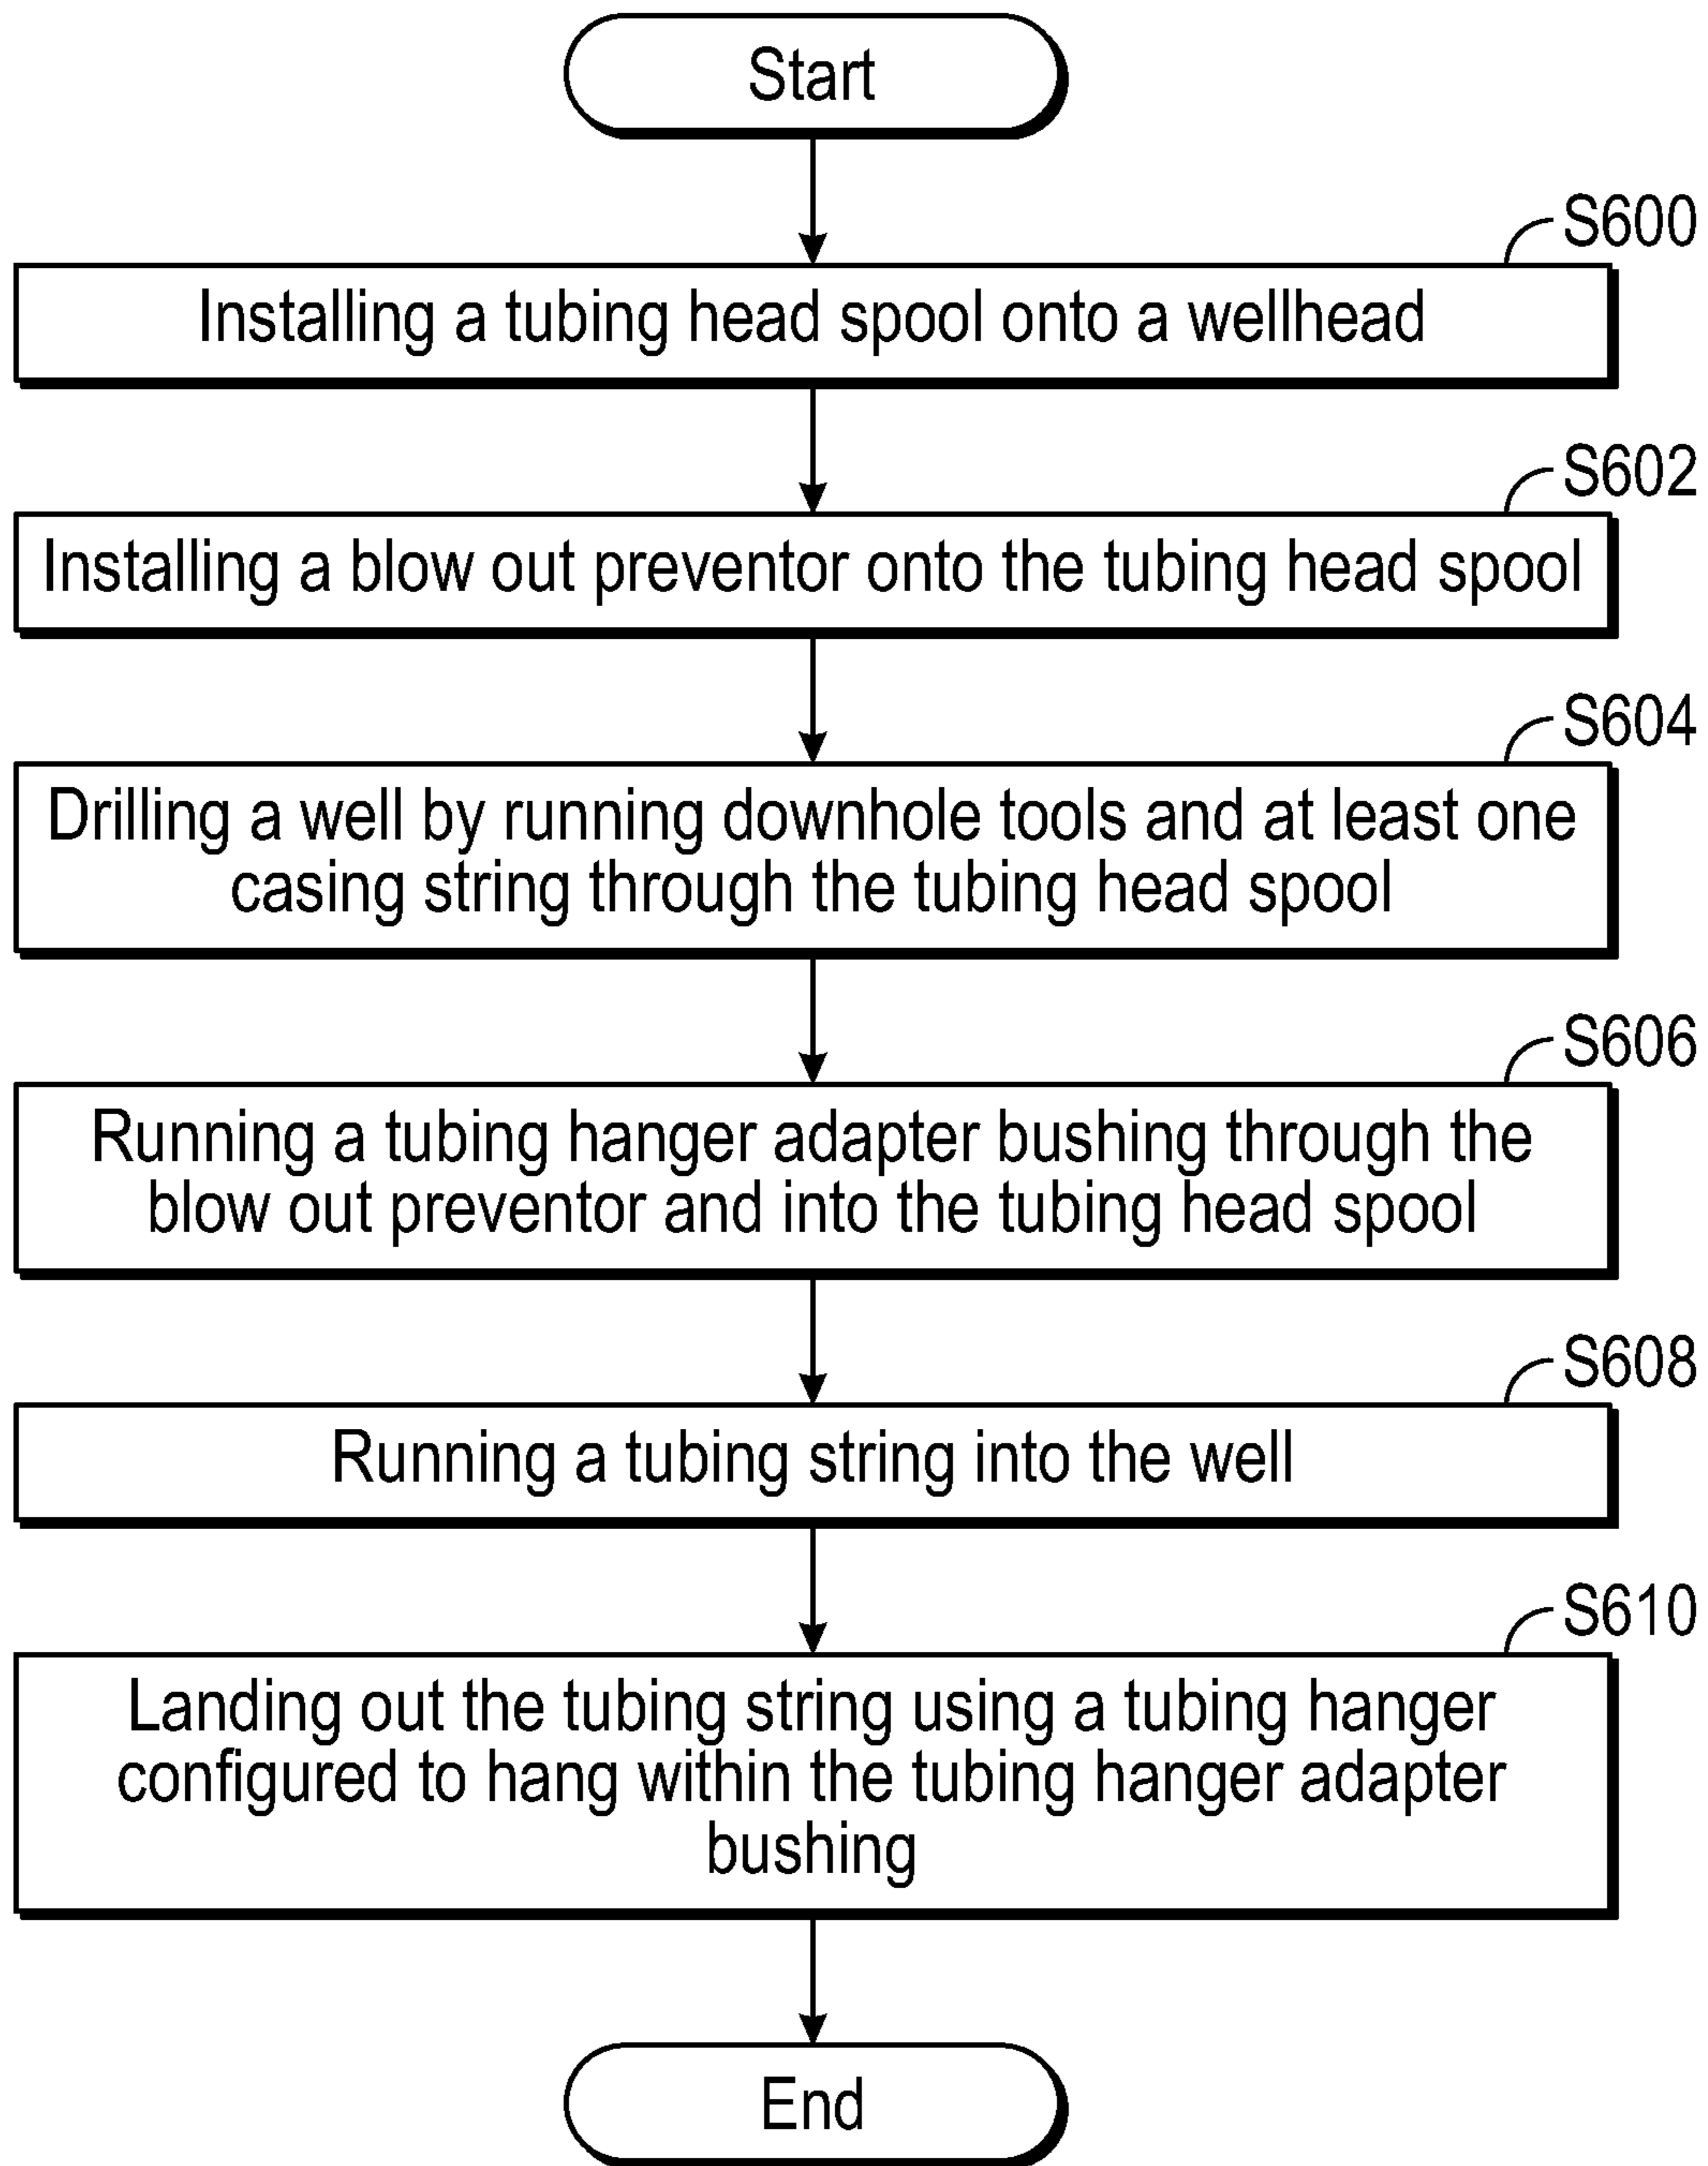 Start
S600
Installing a tubing head spool onto a wellhead
S602
Installing a blow out preventor onto the tubing head spool
S604
Drilling a well by running downhole tools and at least one
casing string through the tubing head spool
S606
Running a tubing hanger adapter bushing through the
blow out preventor and into the tubing head spool
S608
Running a tubing string into the well
S610
Landing out the tubing string using a tubing hanger
configured to hang within the tubing hanger adapter
bushing
End